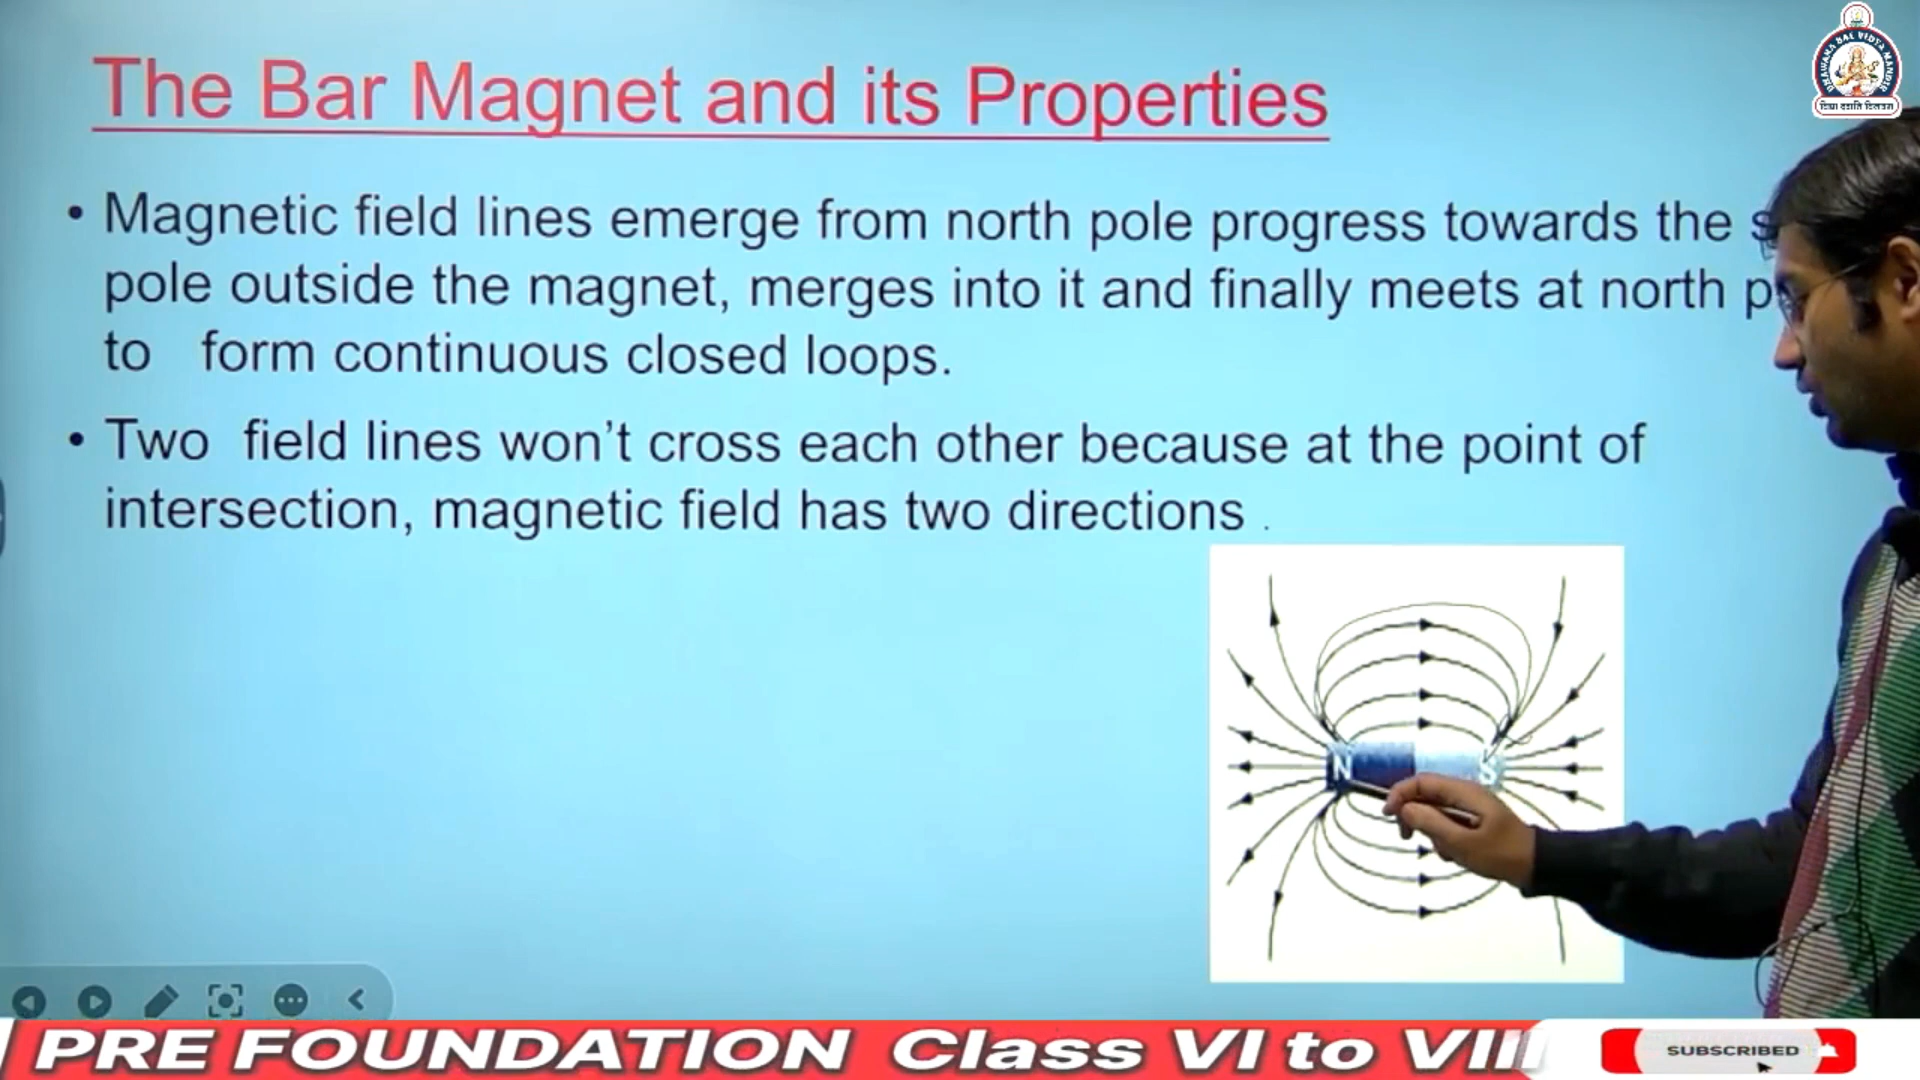 The Bar Magnet and its Properties
• Magnetic field lines emerge from north pole progress towards the
pole outside the magnet, merges into it and finally meets at north
to form continuous closed loops.
• Two field lines won’t cross each other because at the point of
intersection, magnetic field has two directions .
N S
PRE FOUNDATION Class VI to VIII
SUBSCRIBED